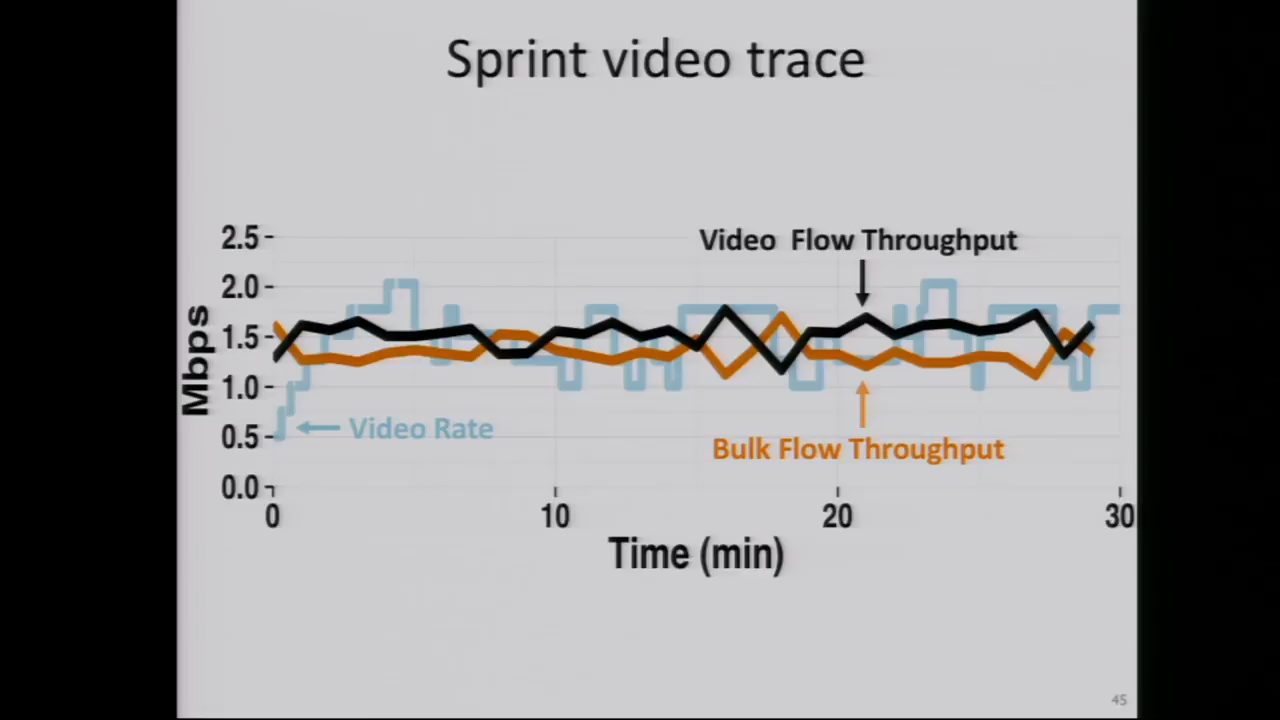 Sprint video trace
Video Flow Throughput
2.5
2.0
1.5
1.0
0.5
0.0
Mbps
Video Rate
Bulk Flow Throughput
0
10
20
30
Time (min)
45